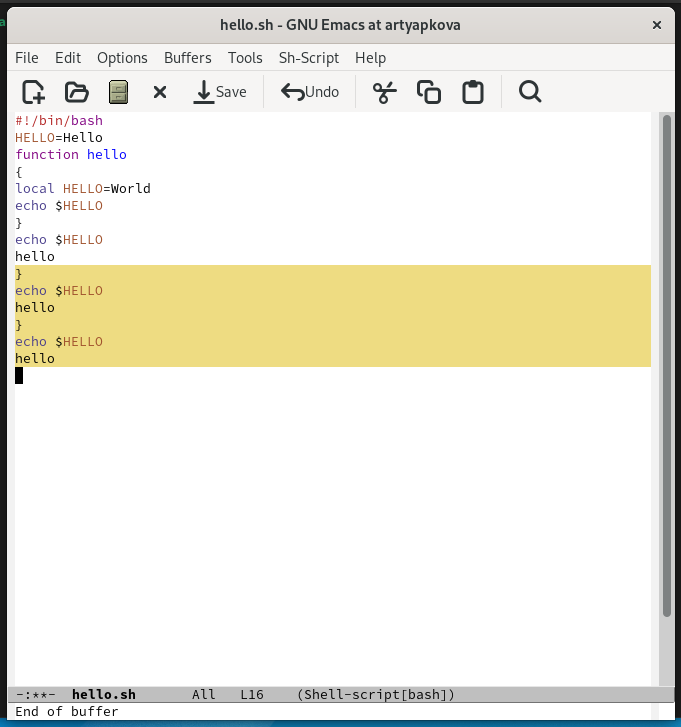 hello.sh - GNU Emacs at artyapkova
File Edit Options Buffers Tools Sh-Script Help
Save Undo
#!/bin/bash
HELLO=Hello
function hello
{
local HELLO=World
echo $HELLO
}
echo $HELLO
hello
}
echo $HELLO
hello
}
echo $HELLO
hello
-:**- hello.sh All L16 (Shell-script[bash])
End of buffer